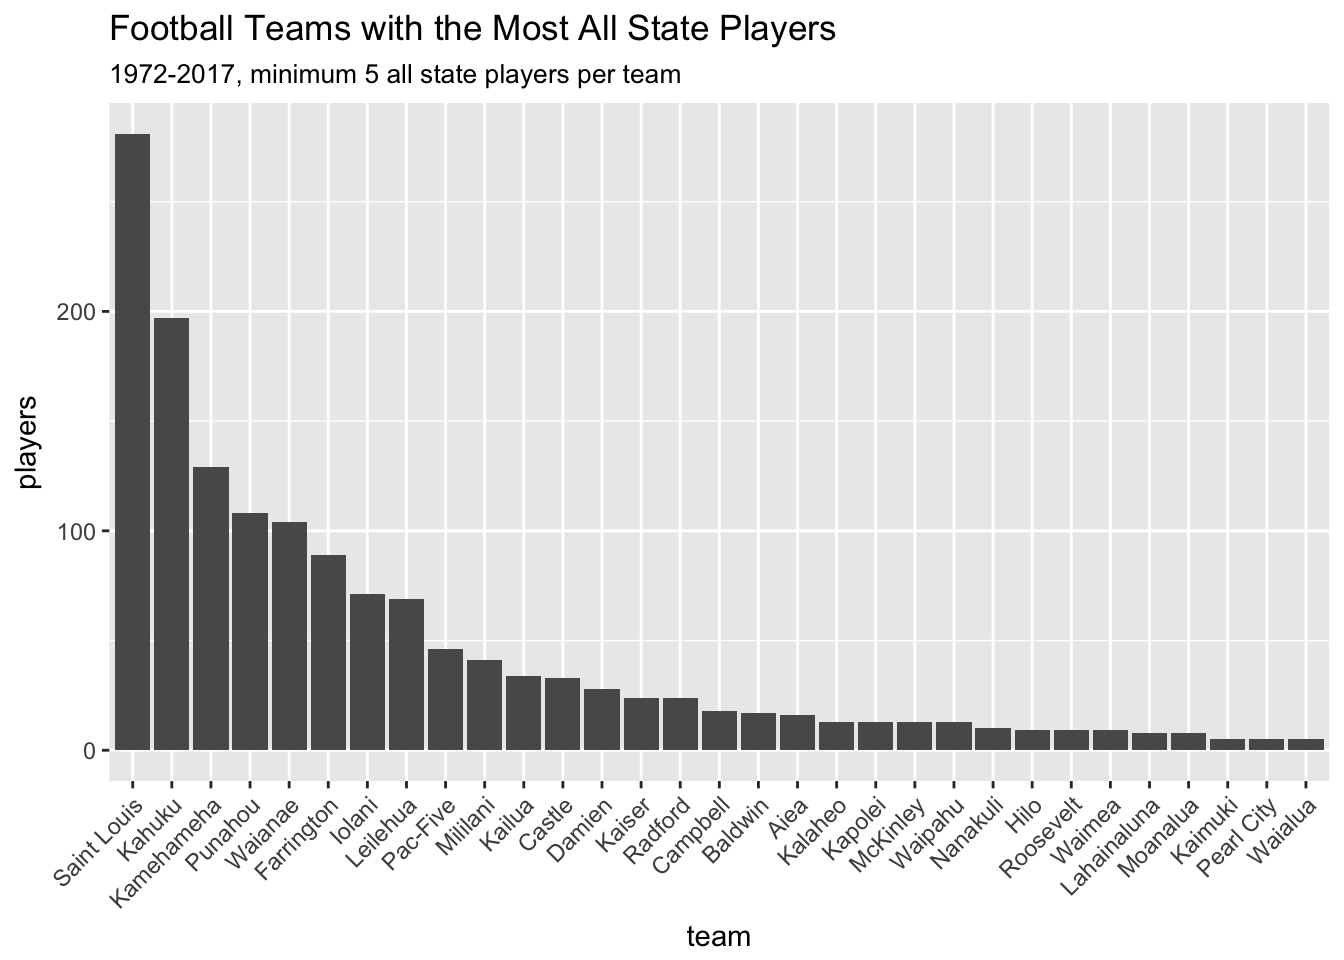 Football Teams with the Most All State Players
1972-2017, minimum 5 all state players per team
players
200
100
0
Saint Louis
Kahuku
Kamehameha
Punahou
Waianae
Farrington
Iolani
Leilehua
Pac-Five
Mililani
Kailua
Castle
Damien
Kaiser
Radford
Campbell
Baldwin
Aiea
Kalaheo
Kapolei
McKinley
Waipahu
Nanakuli
Hilo
Roosevelt
Waimea
Lahainaluna
Moanalua
Kaimuki
Pearl City
Waialua
team